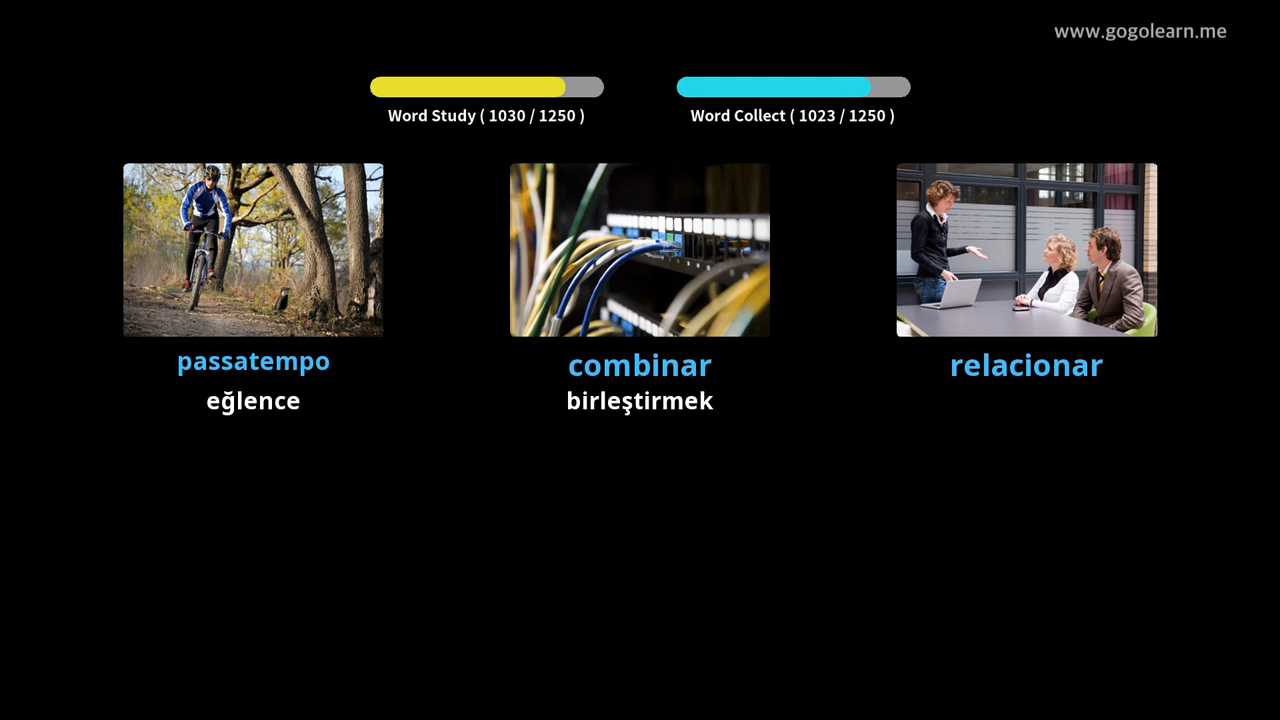 www.gogolearn.me
Word Study ( 1030 / 1250 )
Word Collect ( 1023 / 1250 )
passatempo
eğlence
combinar
birleştirmek
relacionar